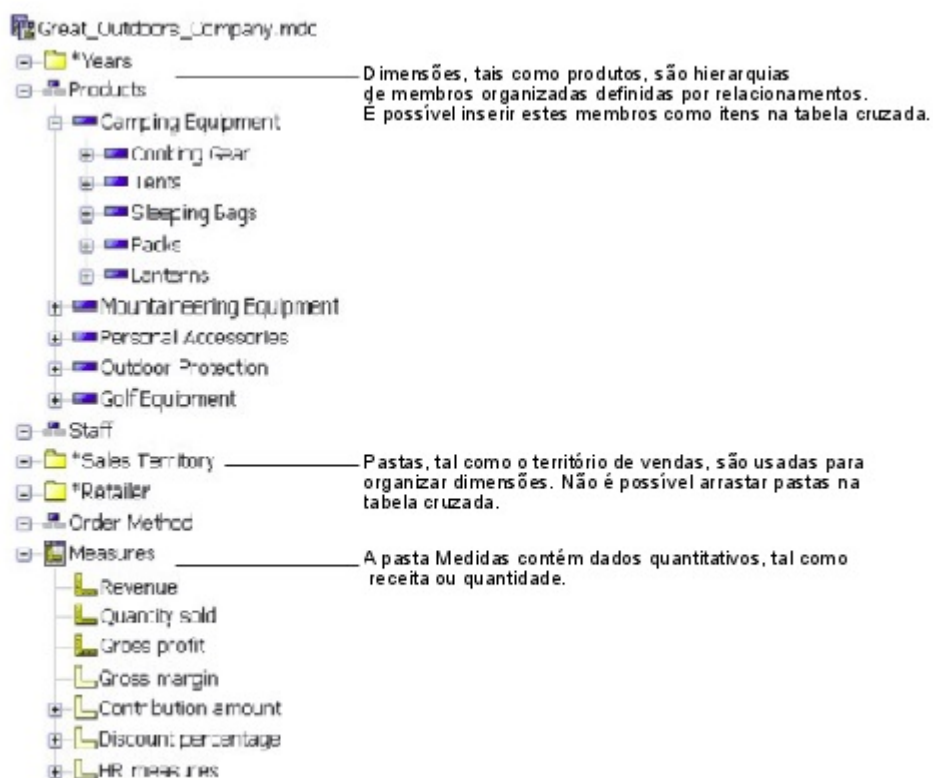 Great_Outdoors_Company.mdc
*Years
Dimensões, tais como produtos, são hierarquias
de membros organizadas definidas por relacionamentos.
É possível inserir estes membros como itens na tabela cruzada.
Products
Camping Equipment
Cooking Gear
Tents
Sleeping Bags
Packs
Lanterns
Mountaineering Equipment
Personal Accessories
Outdoor Protection
Golf Equipment
Staff
*Sales Territory
Pastas, tal como o território de vendas, são usadas para
organizar dimensões. Não é possível arrastar pastas na
tabela cruzada.
*Retailer
Order Method
Measures
A pasta Medidas contém dados quantitativos, tal como
receita ou quantidade.
Revenue
Quantity sold
Gross profit
Gross margin
Contribution amount
Discount percentage
HR measures